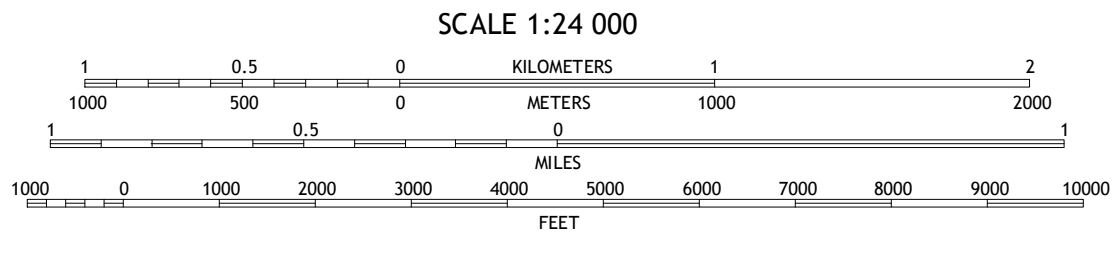 SCALE 1:24 000
1 0.5 0 KILOMETERS 1 2
1000 500 0 METERS 1000 2000
1 0.5 0 1
MILES
1000 0 1000 2000 3000 4000 5000 6000 7000 8000 9000 10000
FEET